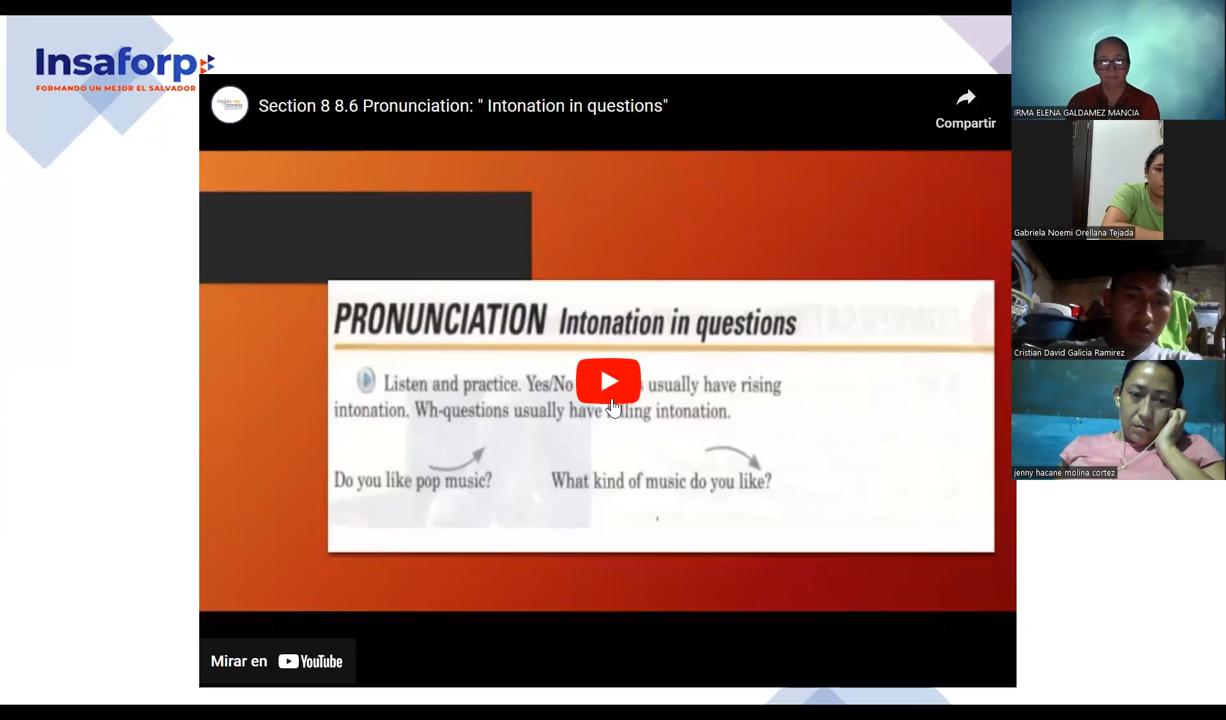 Insaforp
FORMANDO UN MEJOR EL SALVADOR
Section 8 8.6 Pronunciation: " Intonation in questions"
Compartir
PRONUNCIATION Intonation in questions
Listen and practice. Yes/No usually have rising
intonation. Wh-questions usually have intonation.
Do you like pop music?
What kind of music do you like?
Mirar en YouTube
IRMA ELENA GALDAMEZ MANCIA
Gabriela Noemi Orellana Tejada
Cristian David Galicia Ramirez
jenny hacane molina cortez